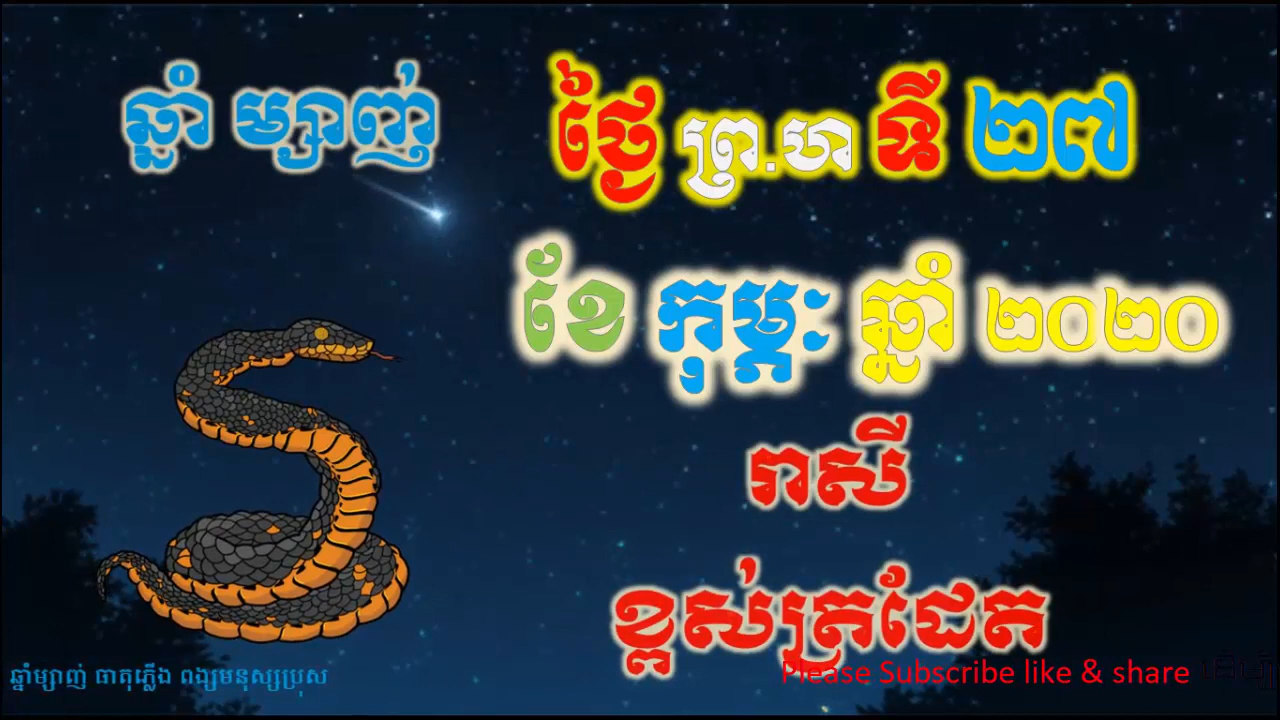 ឆ្នាំ ម្សាញ់
ថ្ងៃ ព្រ.ហ ទី ២៧
ខែ កុម្ភៈ ឆ្នាំ ២០២០
រាសី
ខ្ពស់ត្រដែត
ឆ្នាំម្សាញ់ ធាតុភ្លើង ពង្សមនុស្សប្រុស
Please Subscribe like & share